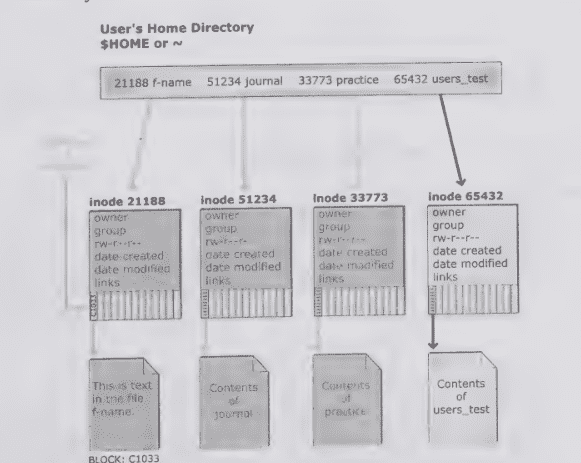 User's Home Directory
$HOME or ~
21188 f-name 51234 journal 33773 practice 65432 users_test
inode 21188
owner
group
rw-r--r--
date created
date modified
links
C1033
inode 51234
owner
group
rw-r--r--
date created
date modified
links
inode 33773
owner
group
rw-r--r--
date created
date modified
links
inode 65432
owner
group
rw-r--r--
date created
date modified
links
This is text
in the file
f-name.
BLOCK: C1033
Contents
of
journal
Contents
of
practice
Contents
of
users_test